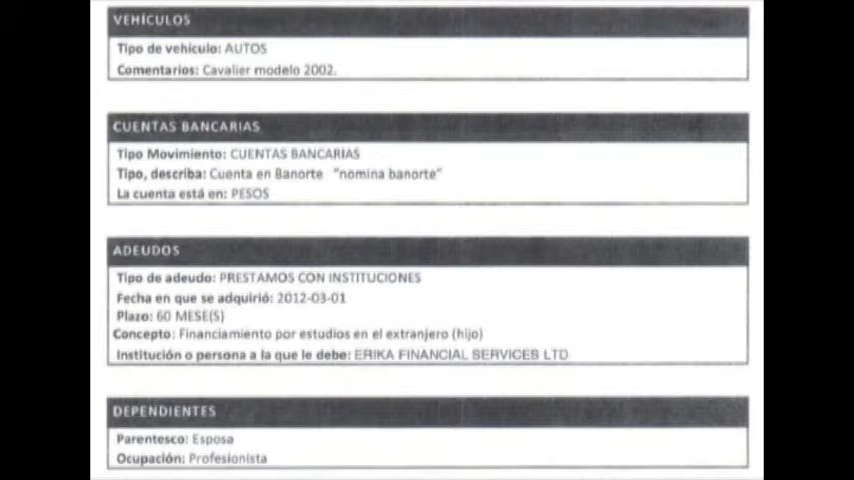 VEHÍCULOS
Tipo de vehículo: AUTOS
Comentarios: Cavalier modelo 2002.
CUENTAS BANCARIAS
Tipo Movimiento: CUENTAS BANCARIAS
Tipo, describa: Cuenta en Banorte "nomina banorte"
La cuenta está en: PESOS
ADEUDOS
Tipo de adeudo: PRESTAMOS CON INSTITUCIONES
Fecha en que se adquirió: 2012-03-01
Plazo: 60 MESE(S)
Concepto: Financiamiento por estudios en el extranjero (hijo)
Institución o persona a la que le debe: ERIKA FINANCIAL SERVICES LTD
DEPENDIENTES
Parentesco: Esposa
Ocupación: Profesionista